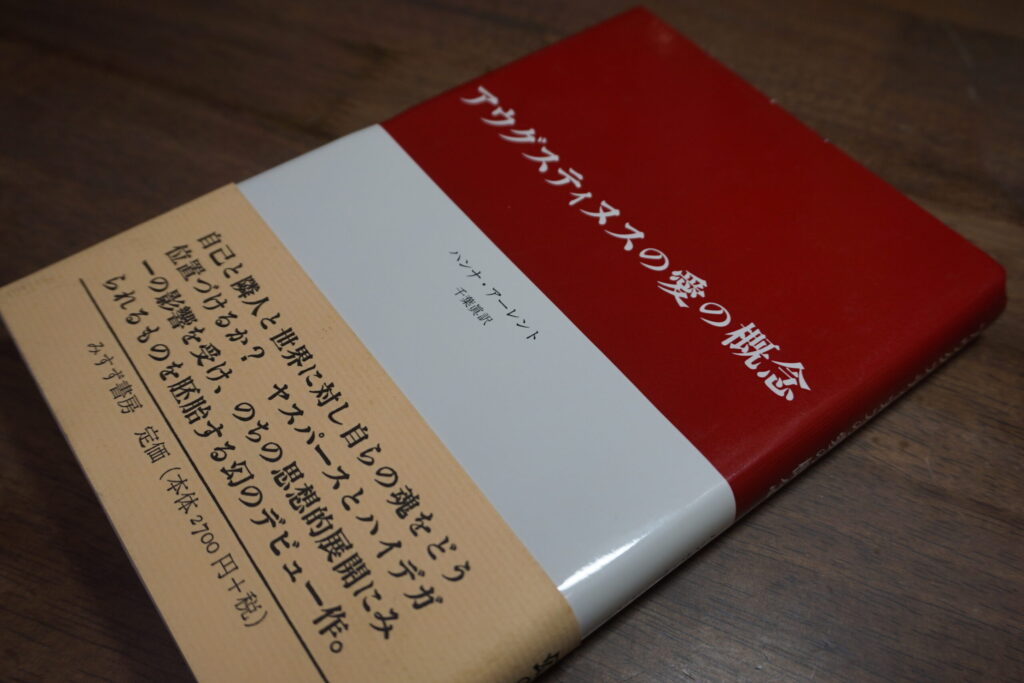 アウグスティヌスの愛の概念
ハンナ・アーレント
千葉眞訳
自己と隣人と世界に対し自らの魂をどう
位置づけるか? ヤスパースとハイデガ
ーの影響を受け、のちの思想的展開にみ
られるものを胚胎する幻のデビュー作。
みすず書房 定価(本体2700円+税)